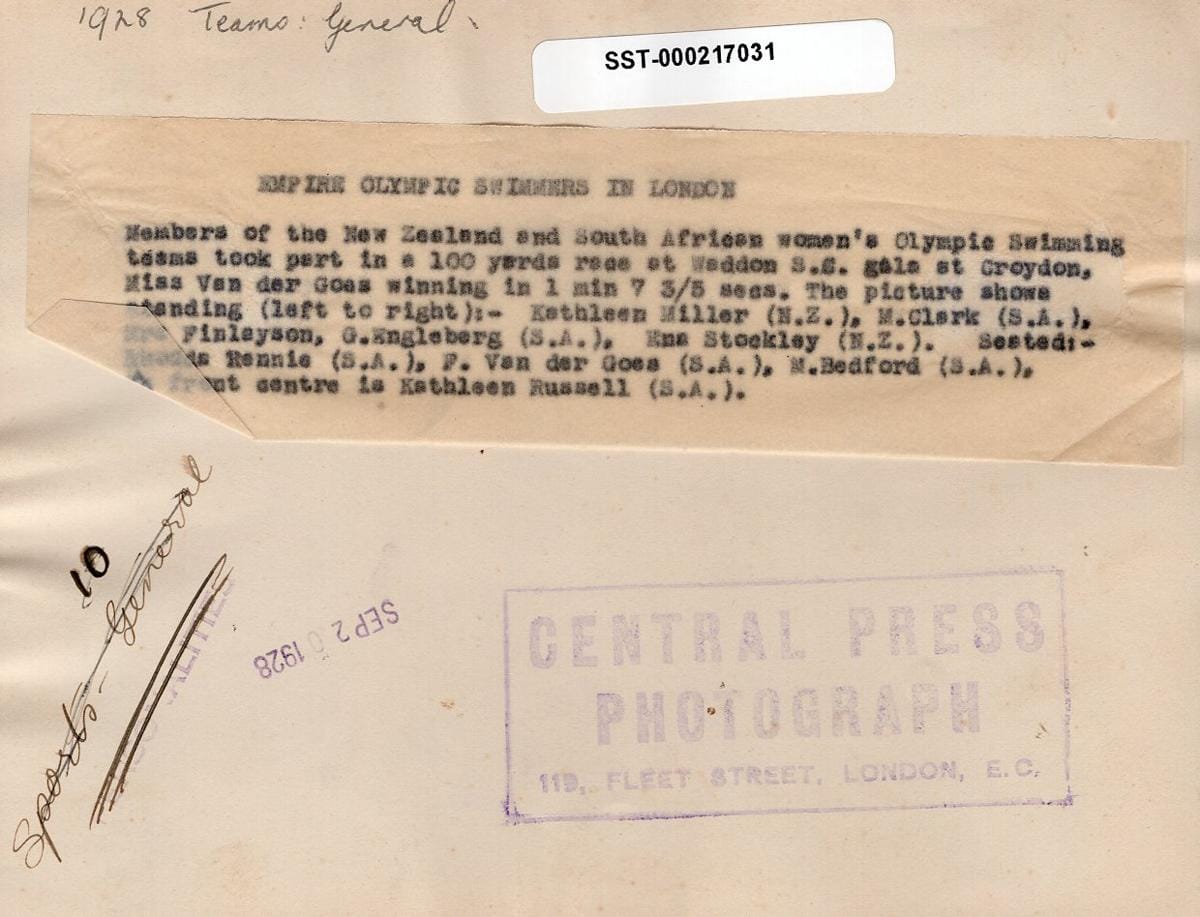 1928 Teams: General.
SST-000217031
EMPIRE OLYMPIC SWIMMERS IN LONDON
Members of the New Zealand and South African women's Olympic Swimming
teams took part in a 100 yards race at Waddon S.C. gala at Croydon,
Miss Van der Goes winning in 1 min 7 3/5 secs. The picture shows
standing (left to right):- Kathleen Miller (N.Z.), M.Clark (S.A.),
Mrs Finlayson, G.Engleberg (S.A.), Ena Stockley (N.Z.). Seated:-
Rhoda Rennie (S.A.), F. Van der Goes (S.A.), M.Bedford (S.A.),
front centre is Kathleen Russell (S.A.).
10
Sports - General
SEP 20 1928
CENTRAL PRESS
PHOTOGRAPH
119, FLEET STREET, LONDON, E.C.